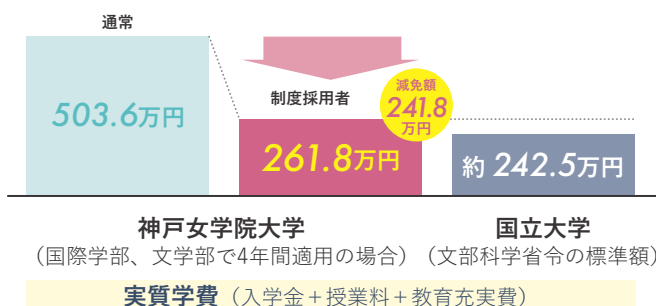 通常
503.6万円
制度採用者
減免額
241.8
万円
261.8万円
約 242.5万円
神戸女学院大学
（国際学部、文学部で4年間適用の場合）
国立大学
（文部科学省令の標準額）
実質学費（入学金＋授業料＋教育充実費）